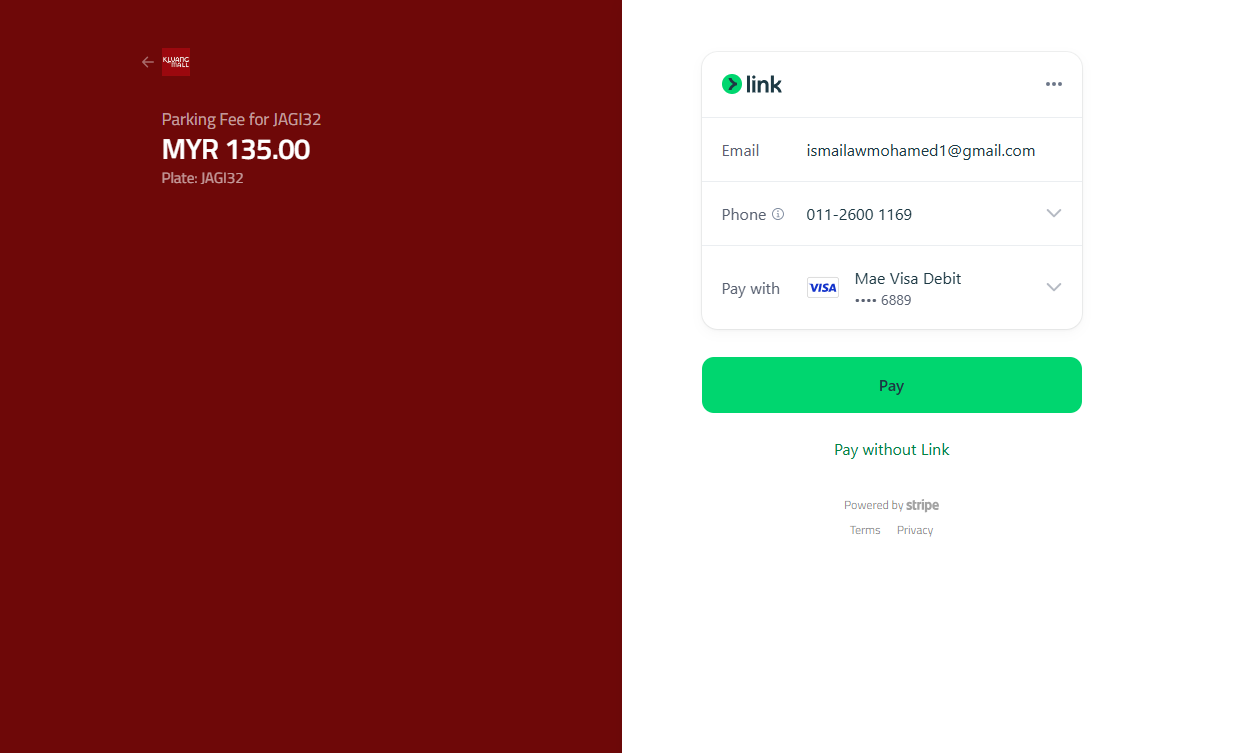 KLUANG
MALL
Parking Fee for JAGI32
MYR 135.00
Plate: JAGI32
link
Email ismailawmohamed1@gmail.com
Phone 011-2600 1169
Pay with VISA Mae Visa Debit
•••• 6889
Pay
Pay without Link
Powered by stripe
Terms Privacy